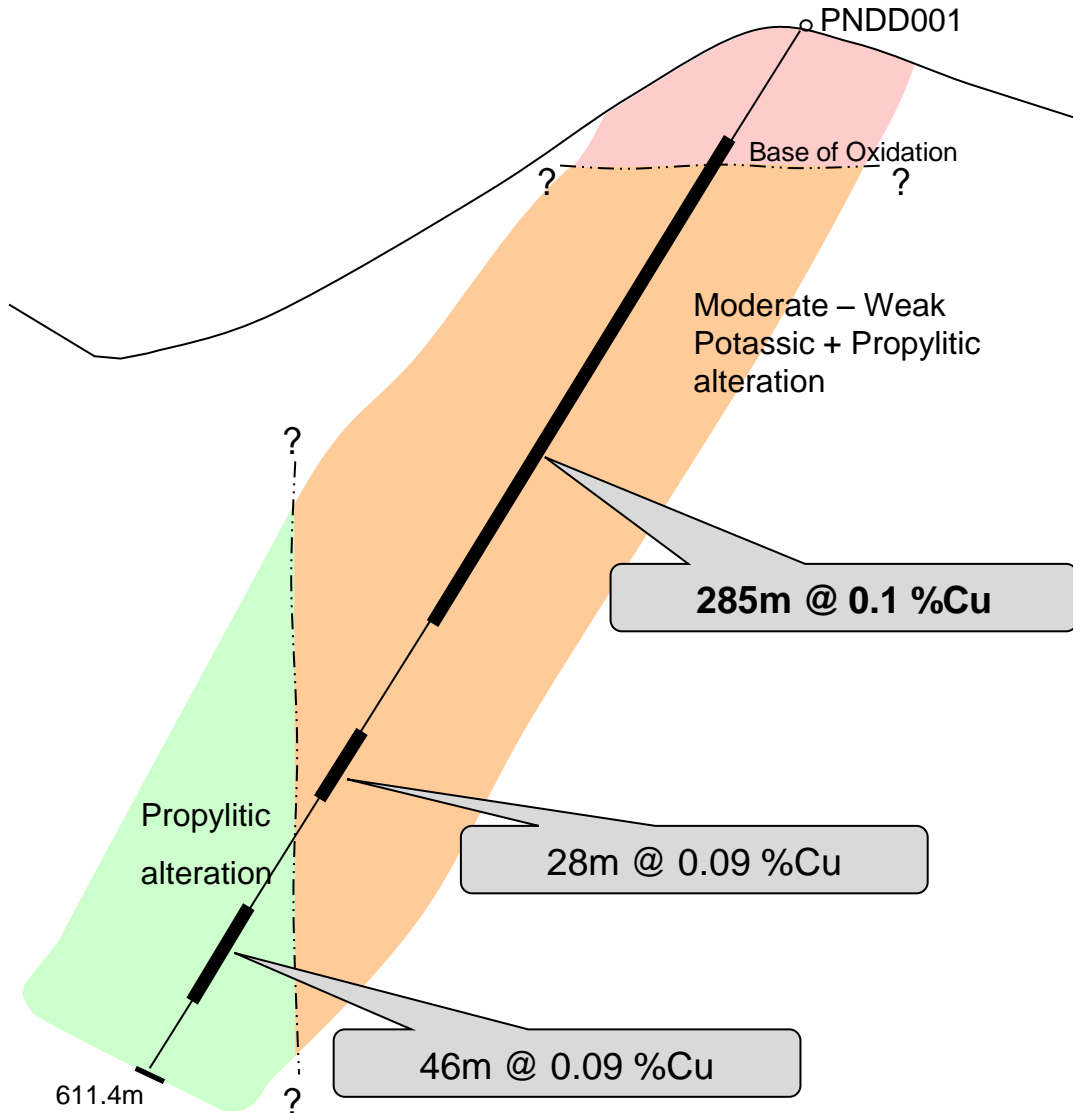 PNDD001
Base of Oxidation
?
?
Moderate – Weak
Potassic + Propylitic
alteration
?
285m @ 0.1 %Cu
Propylitic
alteration
28m @ 0.09 %Cu
46m @ 0.09 %Cu
611.4m
?